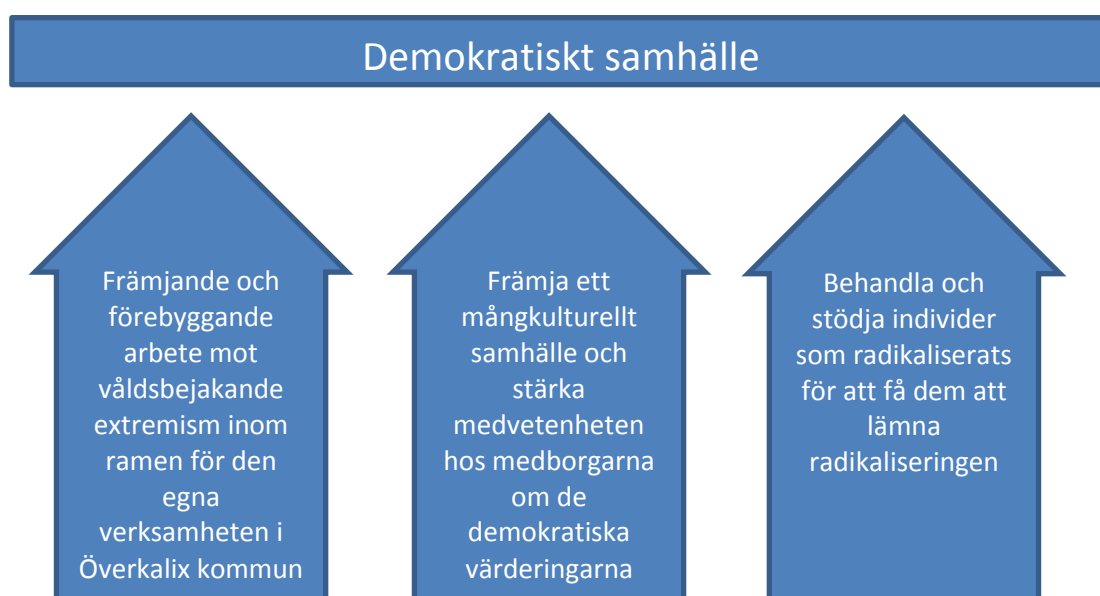 Demokratiskt samhälle
Främjande och
förebyggande
arbete mot
våldsbejakande
extremism inom
ramen för den
egna
verksamheten i
Överkalix kommun
Främja ett
mångkulturellt
samhälle och
stärka
medvetenheten
hos medborgarna
om de
demokratiska
värderingarna
Behandla och
stödja individer
som radikaliserats
för att få dem att
lämna
radikaliseringen